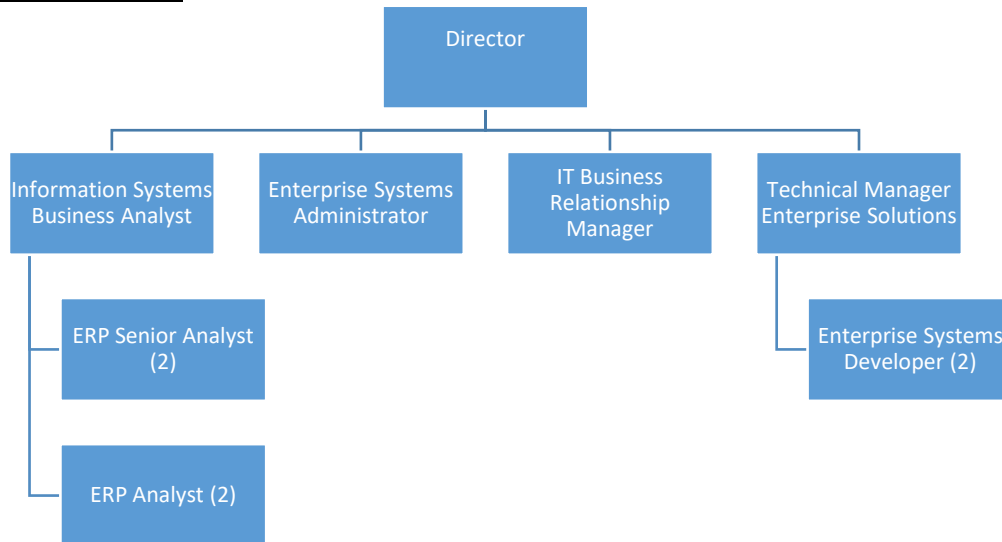 Director
Information Systems
Business Analyst
Enterprise Systems
Administrator
IT Business
Relationship
Manager
Technical Manager
Enterprise Solutions
ERP Senior Analyst
(2)
Enterprise Systems
Developer (2)
ERP Analyst (2)